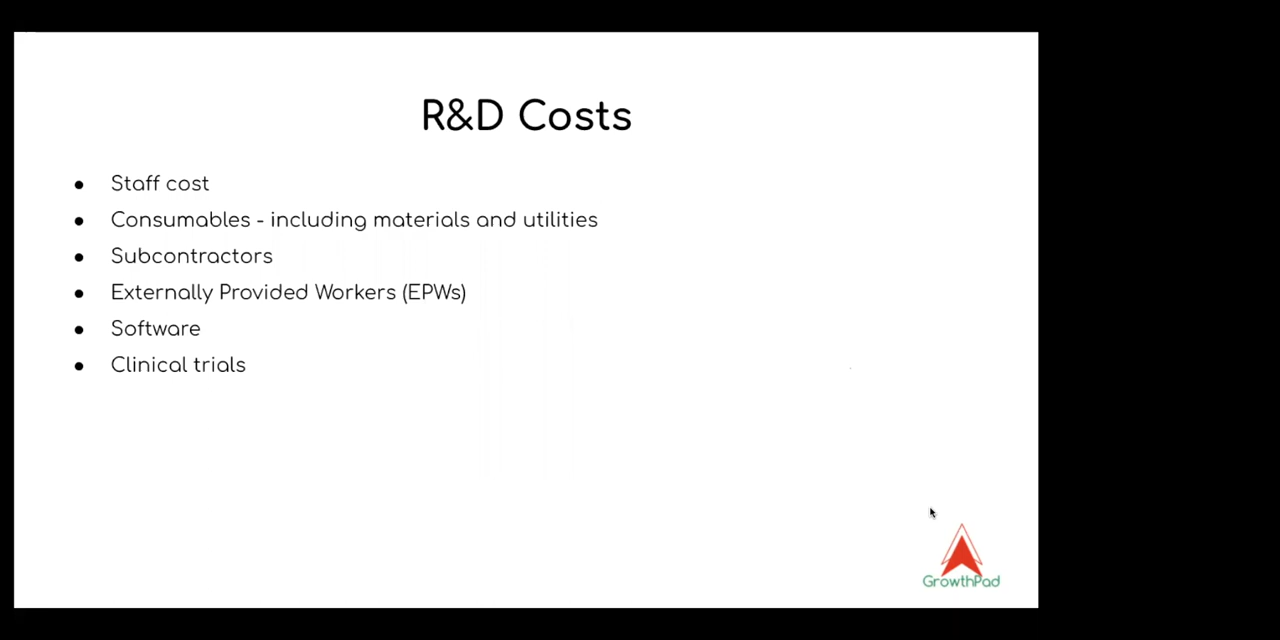 R&D Costs
● Staff cost
● Consumables - including materials and utilities
● Subcontractors
● Externally Provided Workers (EPWs)
● Software
● Clinical trials
GrowthPad